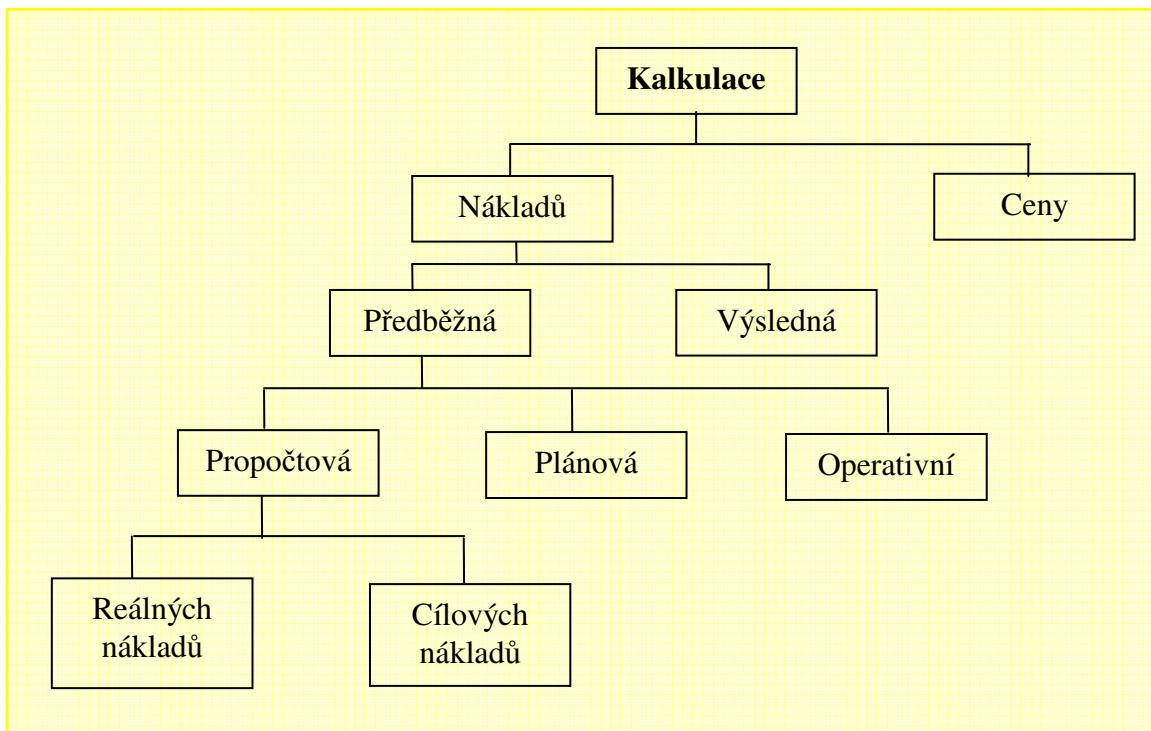 Kalkulace
Nákladů
Ceny
Předběžná
Výsledná
Propočtová
Plánová
Operativní
Reálných
nákladů
Cílových
nákladů